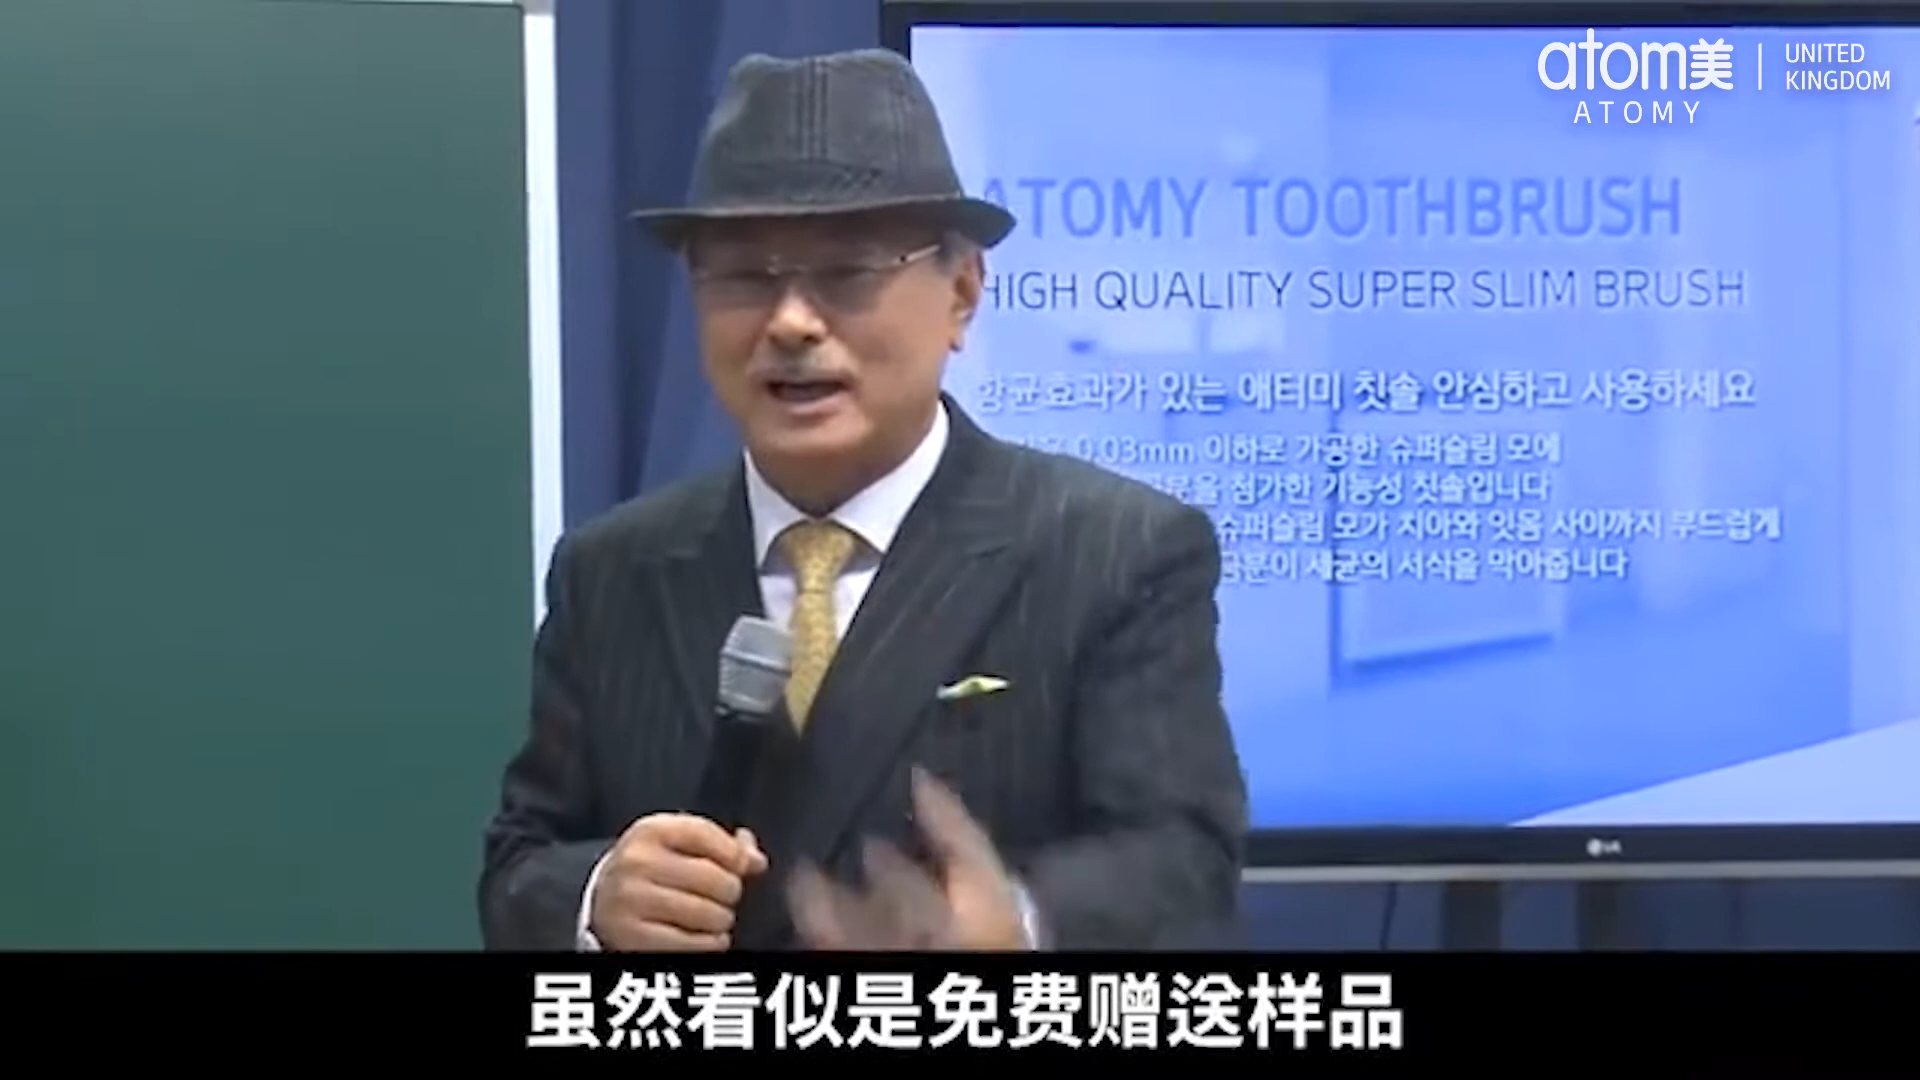 atom美
ATOMY
UNITED
KINGDOM
ATOMY TOOTHBRUSH
HIGH QUALITY SUPER SLIM BRUSH
항균효과가 있는 애터미 칫솔 안심하고 사용하세요
0.03mm 이하로 가공한 슈퍼슬림 모에
첨가한 기능성 칫솔입니다
슈퍼슬림 모가 치아와 잇몸 사이까지 부드럽게
세균의 서식을 막아줍니다
LG
虽然看似是免费赠送样品